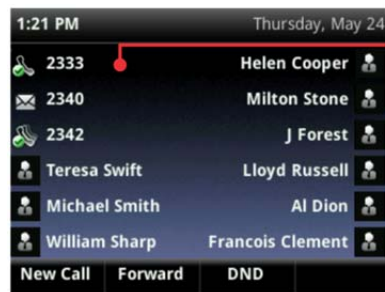 1:21 PM Thursday, May 24
2333 Helen Cooper
2340 Milton Stone
2342 J Forest
Teresa Swift Lloyd Russell
Michael Smith Al Dion
William Sharp Francois Clement
New Call Forward DND